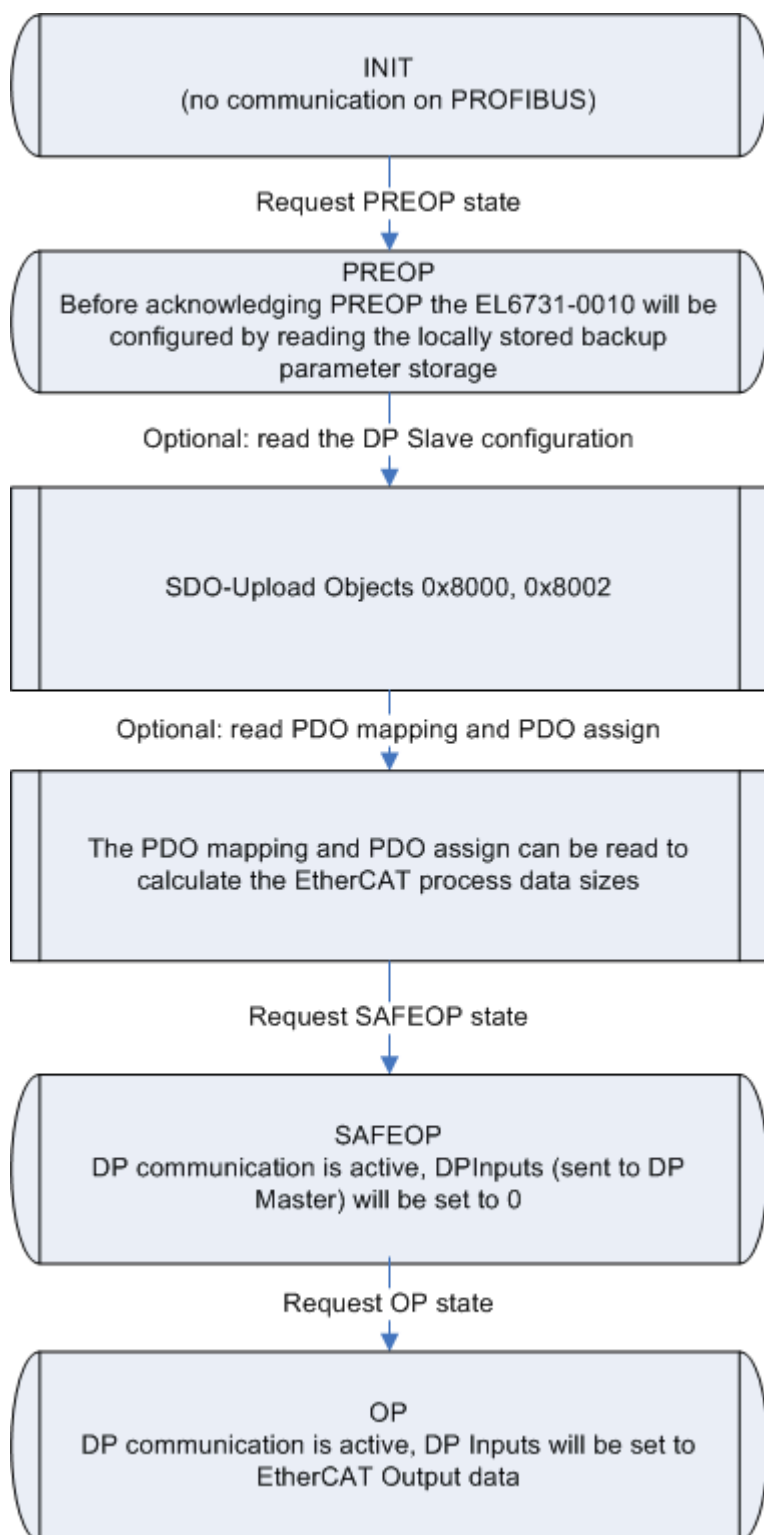 INIT
(no communication on PROFIBUS)
Request PREOP state
PREOP
Before acknowledging PREOP the EL6731-0010 will be
configured by reading the locally stored backup
parameter storage
Optional: read the DP Slave configuration
SDO-Upload Objects 0x8000, 0x8002
Optional: read PDO mapping and PDO assign
The PDO mapping and PDO assign can be read to
calculate the EtherCAT process data sizes
Request SAFEOP state
SAFEOP
DP communication is active, DPInputs (sent to DP
Master) will be set to 0
Request OP state
OP
DP communication is active, DP Inputs will be set to
EtherCAT Output data